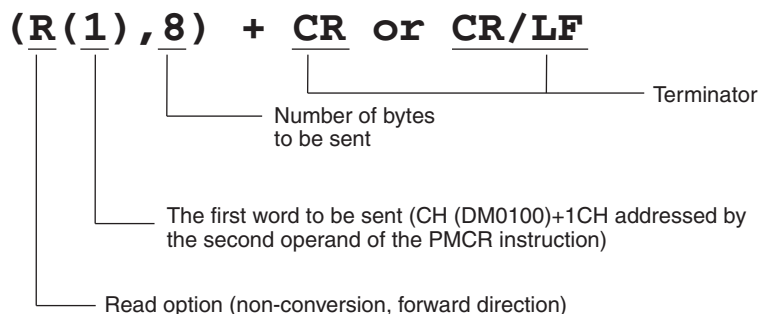 (R(1),8) + CR or CR/LF
Terminator
Number of bytes
to be sent
The first word to be sent (CH (DM0100)+1CH addressed by
the second operand of the PMCR instruction)
Read option (non-conversion, forward direction)